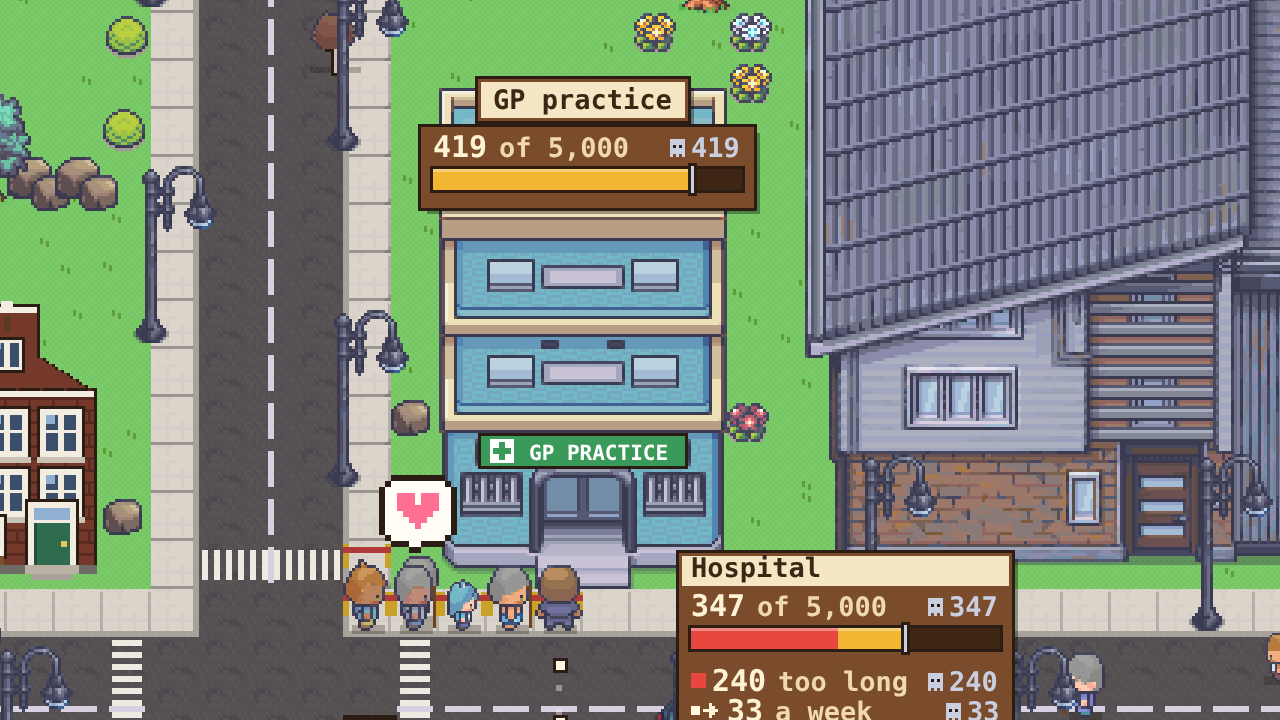 GP practice
419 of 5,000 419
GP PRACTICE
Hospital
347 of 5,000 347
240 too long 240
33 a week 33